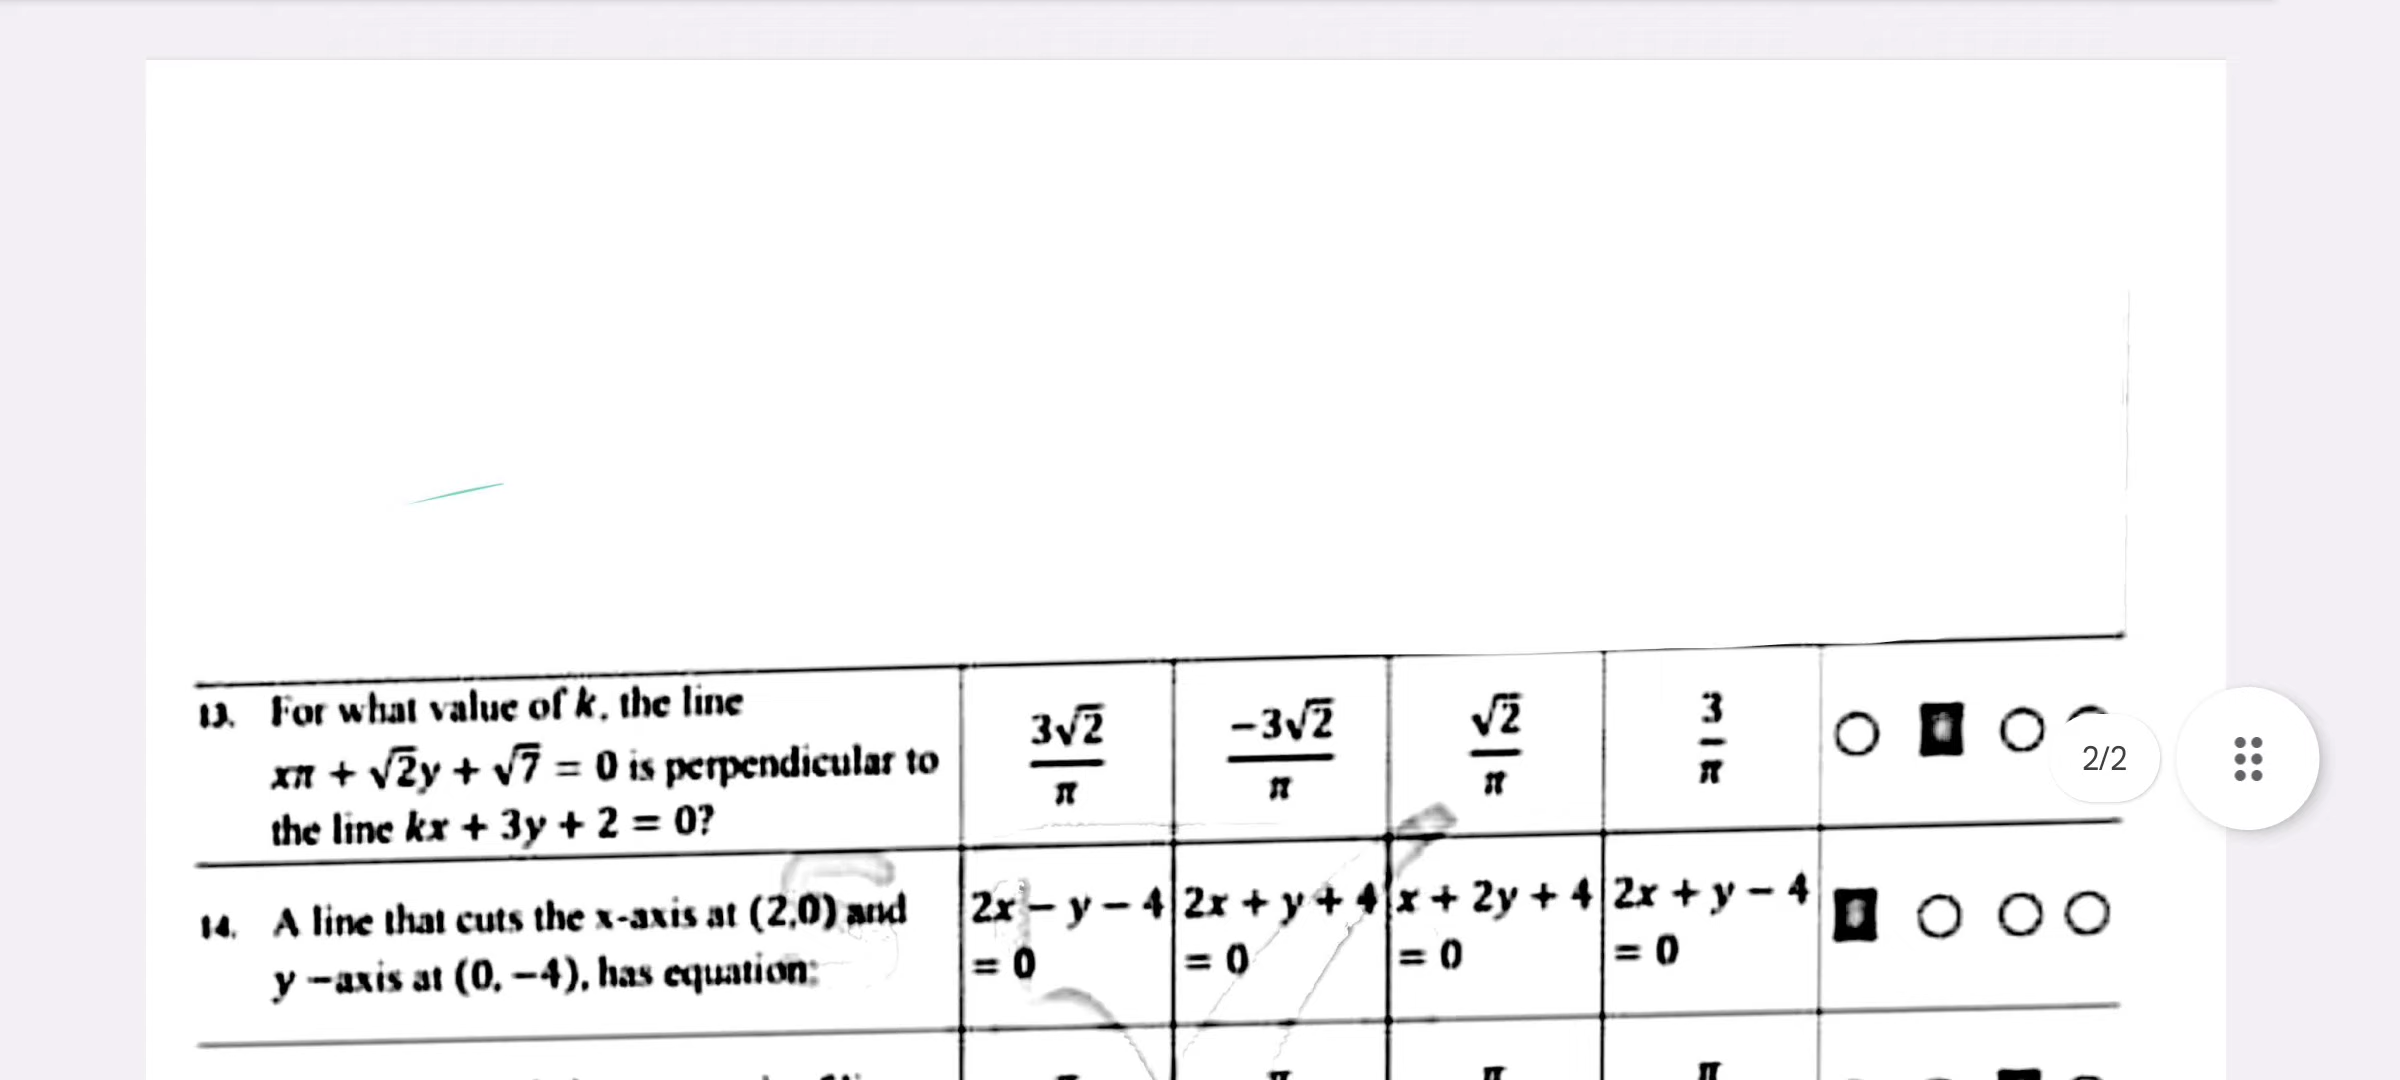 13. For what value of k, the line
xπ + √2y + √7 = 0 is perpendicular to
the line kx + 3y + 2 = 0?
3√2
π
−3√2
π
√2
π
3
π
2/2
14. A line that cuts the x-axis at (2,0) and
y −axis at (0, −4), has equation:
2x − y − 4
= 0
2x + y + 4
= 0
x + 2y + 4
= 0
2x + y − 4
= 0
π
π